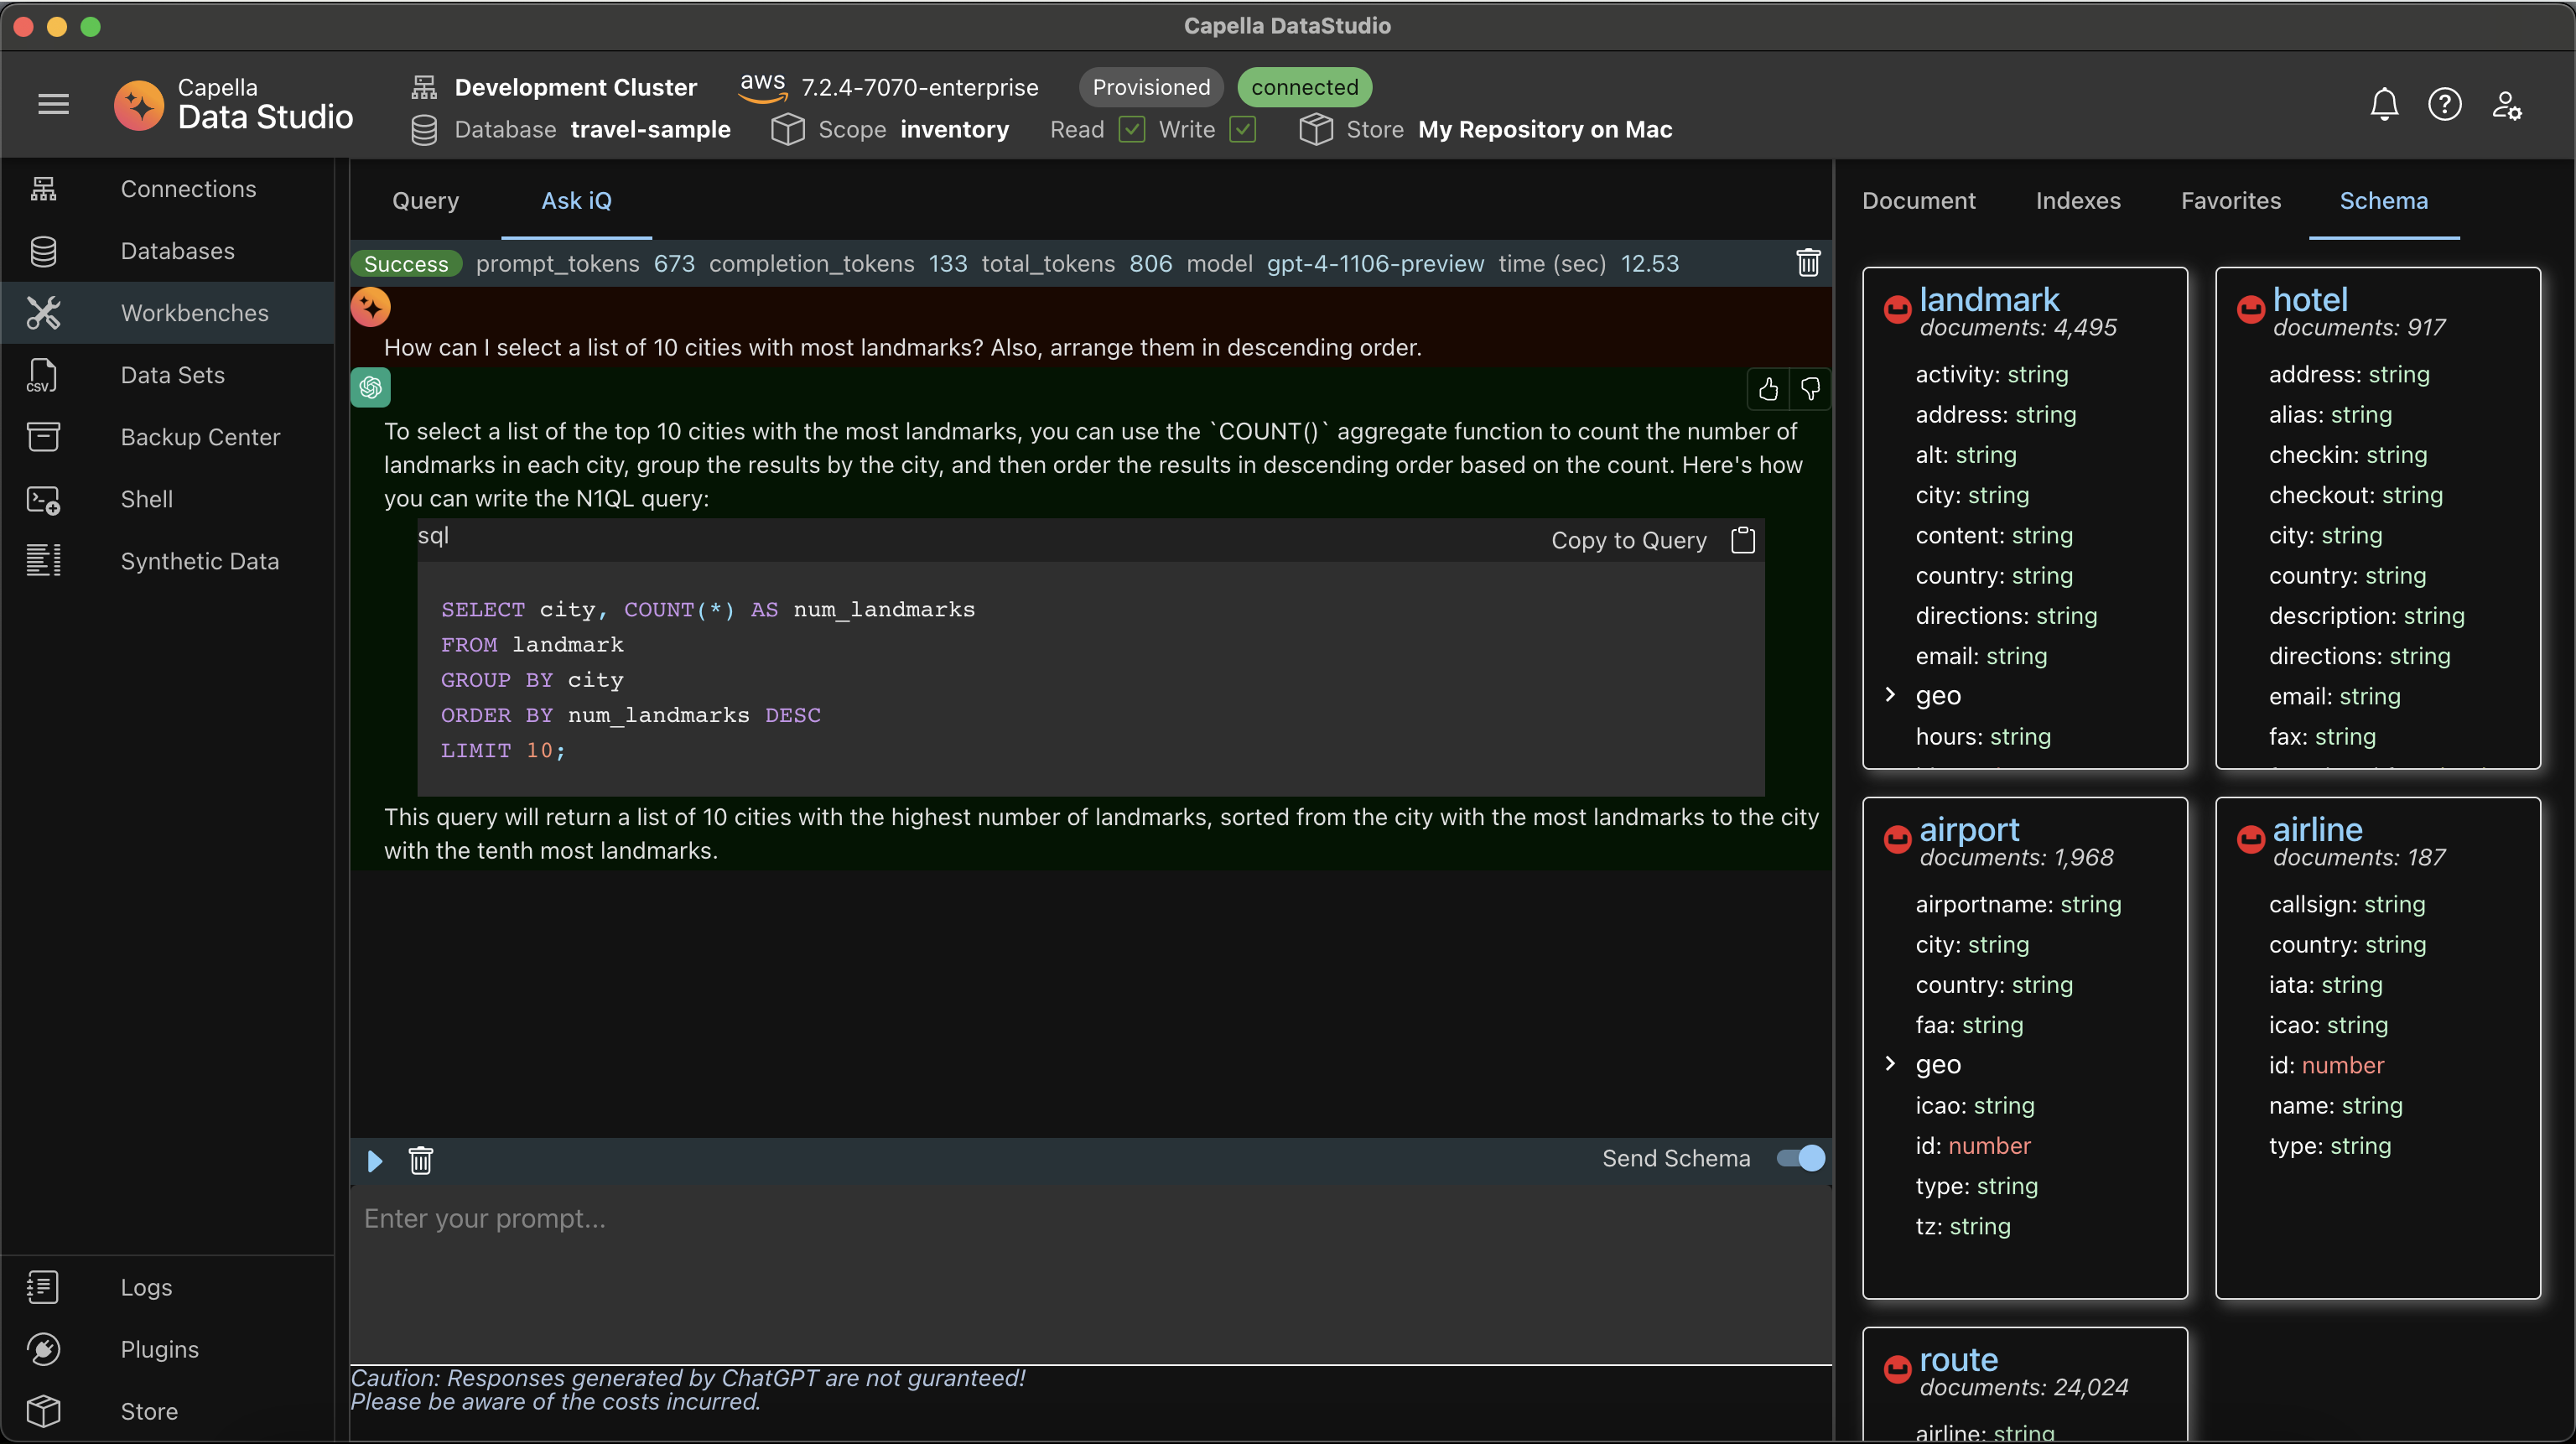 Capella DataStudio
Capella
Data Studio
Development Cluster aws 7.2.4-7070-enterprise Provisioned connected
Database travel-sample Scope inventory Read Write Store My Repository on Mac
Connections
Databases
Workbenches
CSV Data Sets
Backup Center
Shell
Synthetic Data
Logs
Plugins
Store
Query Ask iQ
Success prompt_tokens 673 completion_tokens 133 total_tokens 806 model gpt-4-1106-preview time (sec) 12.53
How can I select a list of 10 cities with most landmarks? Also, arrange them in descending order.
To select a list of the top 10 cities with the most landmarks, you can use the `COUNT()` aggregate function to count the number of
landmarks in each city, group the results by the city, and then order the results in descending order based on the count. Here's how
you can write the N1QL query:
sql Copy to Query
SELECT city, COUNT(*) AS num_landmarks
FROM landmark
GROUP BY city
ORDER BY num_landmarks DESC
LIMIT 10;
This query will return a list of 10 cities with the highest number of landmarks, sorted from the city with the most landmarks to the city
with the tenth most landmarks.
Send Schema
Enter your prompt...
Caution: Responses generated by ChatGPT are not guranteed!
Please be aware of the costs incurred.
Document Indexes Favorites Schema
landmark
documents: 4,495
activity: string
address: string
alt: string
city: string
content: string
country: string
directions: string
email: string
geo
hours: string
hotel
documents: 917
address: string
alias: string
checkin: string
checkout: string
city: string
country: string
description: string
directions: string
email: string
fax: string
airport
documents: 1,968
airportname: string
city: string
country: string
faa: string
geo
icao: string
id: number
type: string
tz: string
airline
documents: 187
callsign: string
country: string
iata: string
icao: string
id: number
name: string
type: string
route
documents: 24,024
airline: string